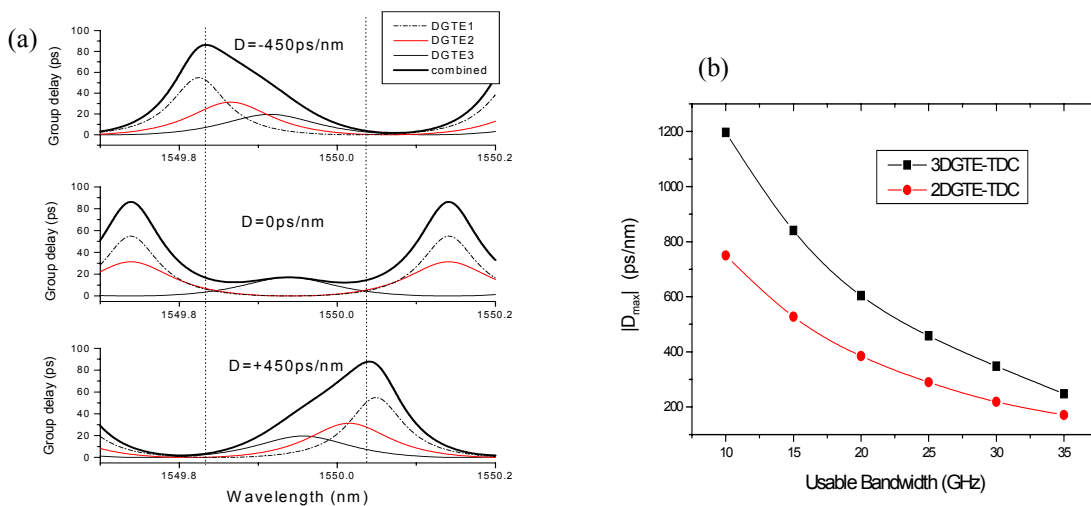 (a)
DGTE1
DGTE2
DGTE3
combined
D=-450ps/nm
Group delay (ps)
100
80
60
40
20
0
1549.8
1550.0
1550.2
D=0ps/nm
Group delay (ps)
100
80
60
40
20
0
1549.8
1550.0
1550.2
D=+450ps/nm
Group delay (ps)
100
80
60
40
20
0
1549.8
1550.0
1550.2
Wavelength (nm)
(b)
3DGTE-TDC
2DGTE-TDC
|Dmax| (ps/nm)
1200
1000
800
600
400
200
10
15
20
25
30
35
Usable Bandwidth (GHz)